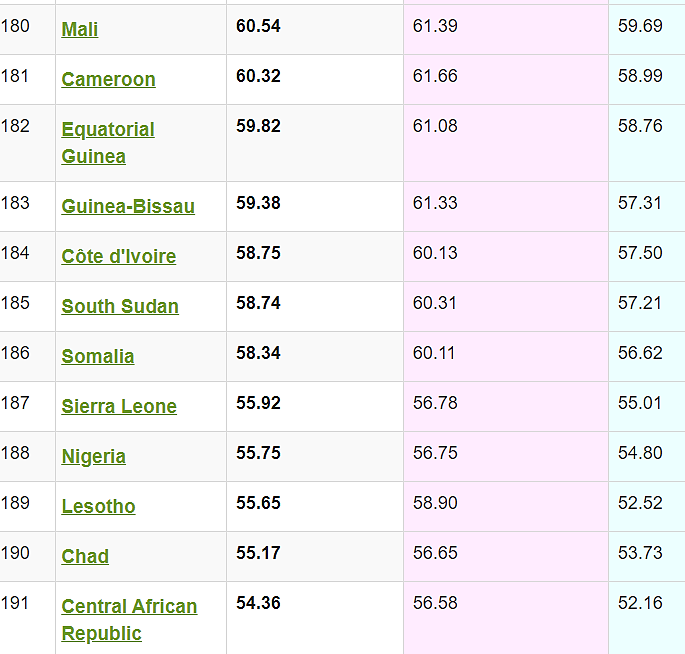 180 Mali 60.54 61.39 59.69
181 Cameroon 60.32 61.66 58.99
182 Equatorial 59.82 61.08 58.76
Guinea
183 Guinea-Bissau 59.38 61.33 57.31
184 Côte d'Ivoire 58.75 60.13 57.50
185 South Sudan 58.74 60.31 57.21
186 Somalia 58.34 60.11 56.62
187 Sierra Leone 55.92 56.78 55.01
188 Nigeria 55.75 56.75 54.80
189 Lesotho 55.65 58.90 52.52
190 Chad 55.17 56.65 53.73
191 Central African 54.36 56.58 52.16
Republic